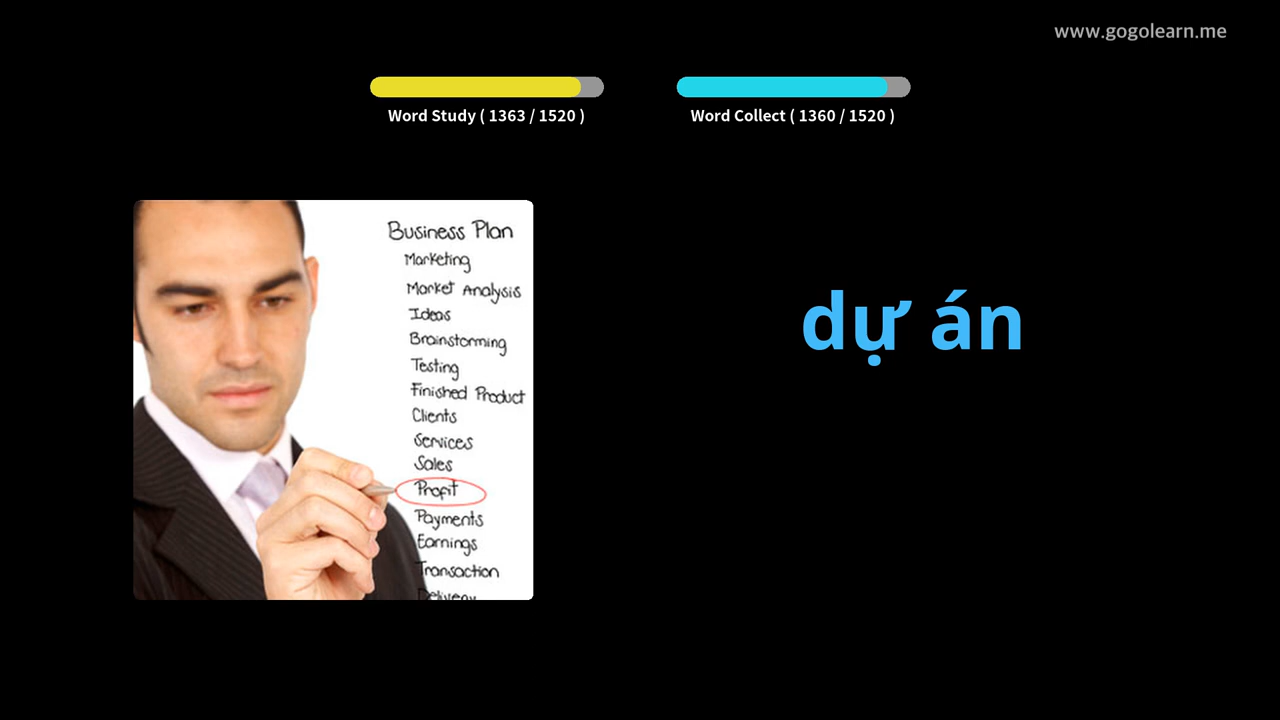 www.gogolearn.me
Word Study ( 1363 / 1520 )
Word Collect ( 1360 / 1520 )
Business Plan
Marketing
Market Analysis
Ideas
Brainstorming
Testing
Finished Product
Clients
Services
Sales
Profit
Payments
Earnings
Transaction
Delivery
dự án